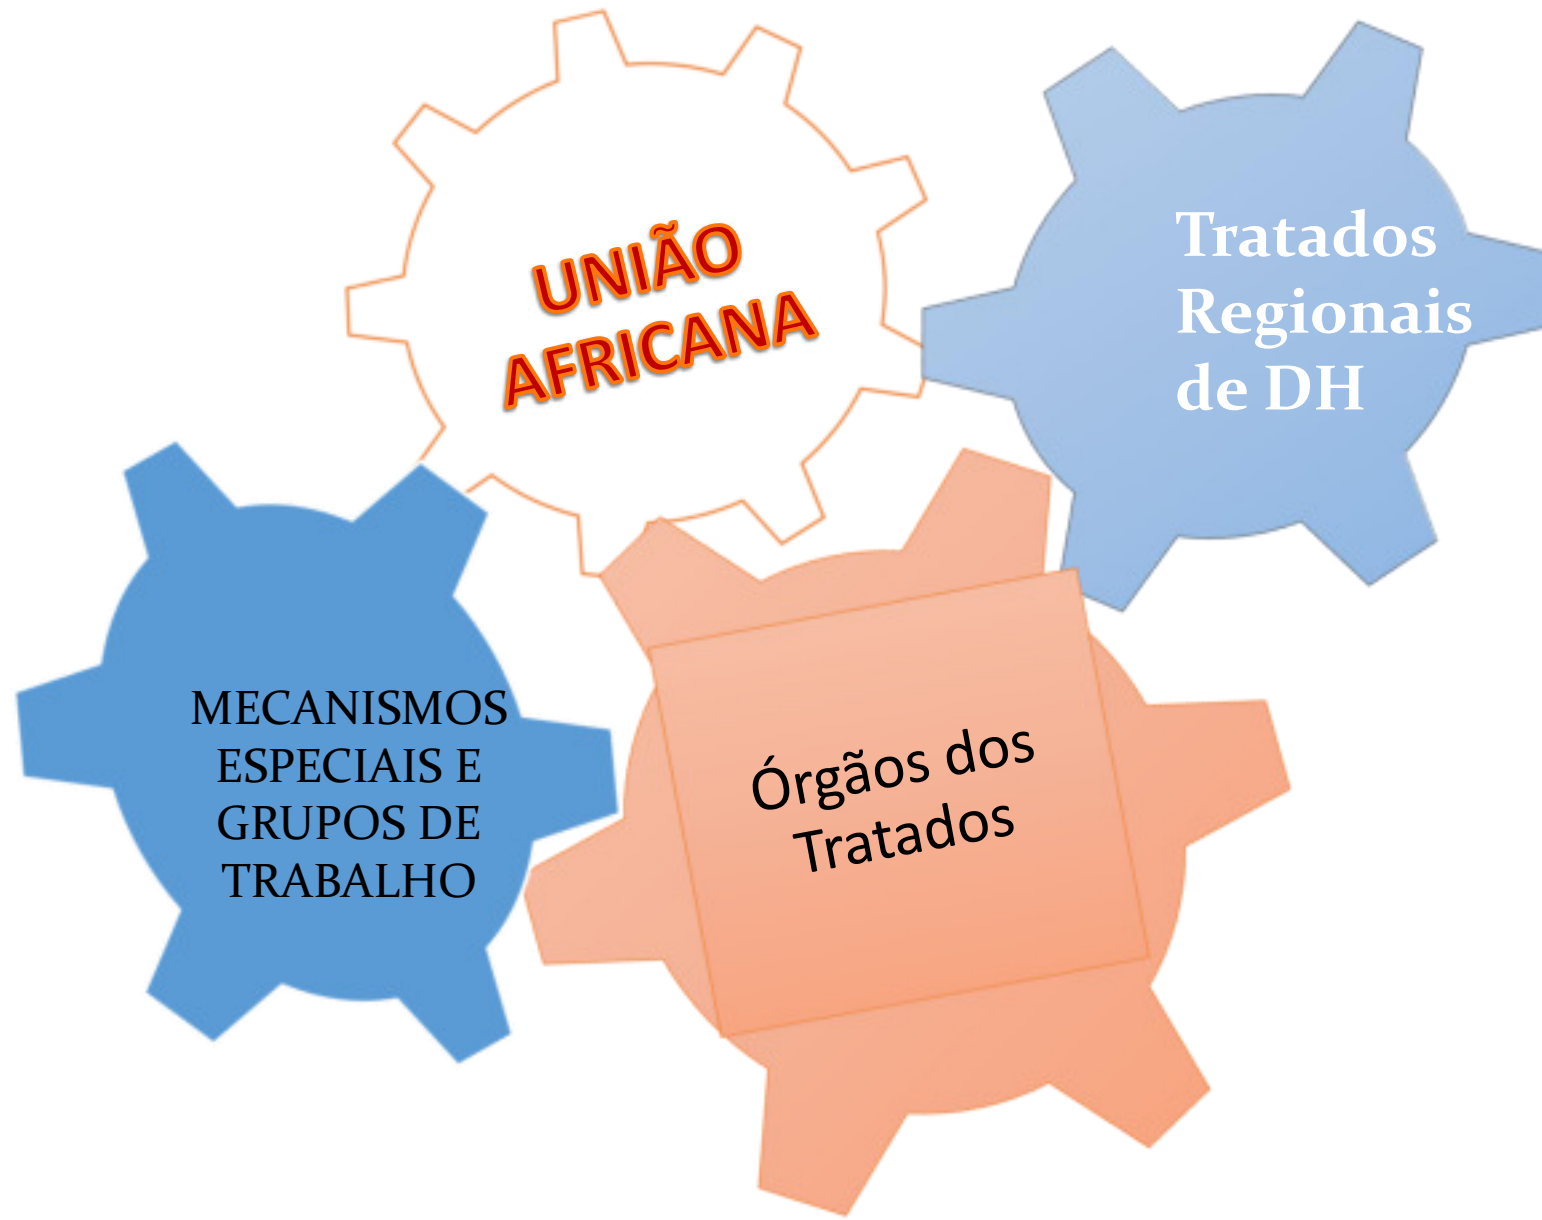 UNIÃO
AFRICANA
Tratados
Regionais
de DH
MECANISMOS
ESPECIAIS E
GRUPOS DE
TRABALHO
Órgãos dos
Tratados